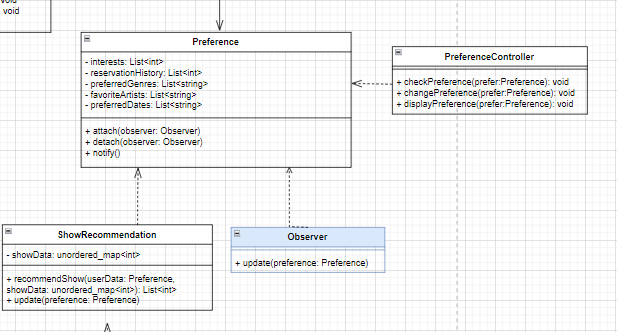 void
Preference
- interests: List<int>
- reservationHistory: List<int>
- preferredGenres: List<string>
- favoriteArtists: List<string>
- preferredDates: List<string>
+ attach(observer: Observer)
+ detach(observer: Observer)
+ notify()
PreferenceController
+ checkPreference(prefer:Preference): void
+ changePreference(prefer:Preference): void
+ displayPreference(prefer:Preference): void
ShowRecommendation
- showData: unordered_map<int>
+ recommendShow(userData: Preference,
showData: unordered_map<int>): List<int>
+ update(preference: Preference)
Observer
+ update(preference: Preference)